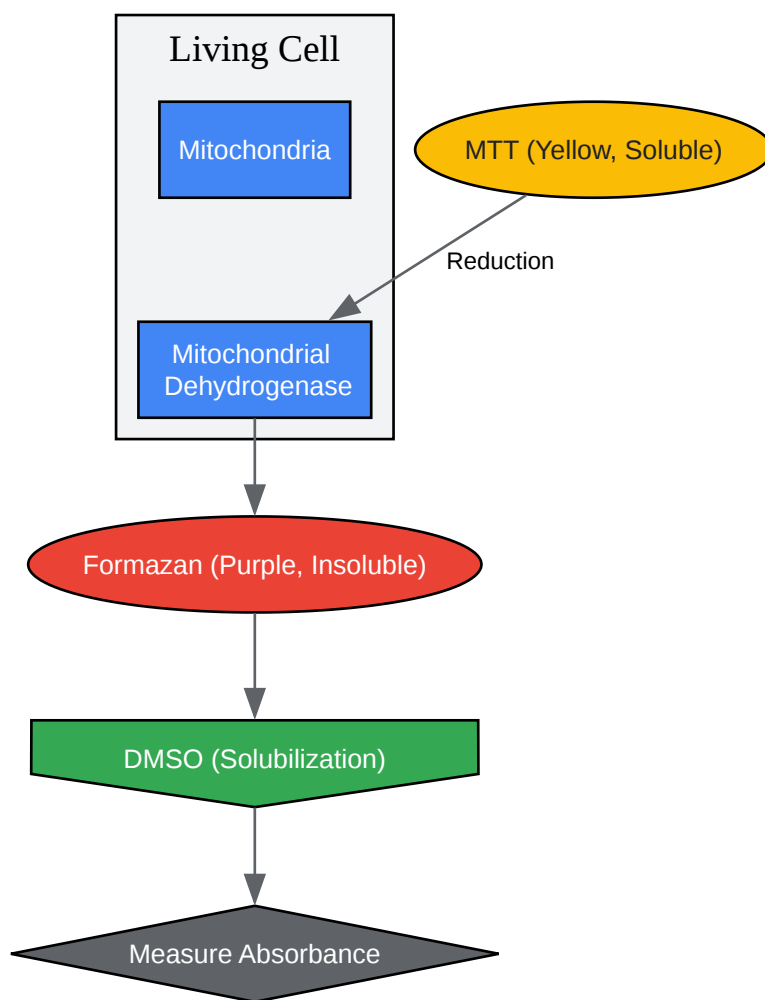 Living Cell
Mitochondria
MTT (Yellow, Soluble)
Reduction
Mitochondrial
Dehydrogenase
Formazan (Purple, Insoluble)
DMSO (Solubilization)
Measure Absorbance